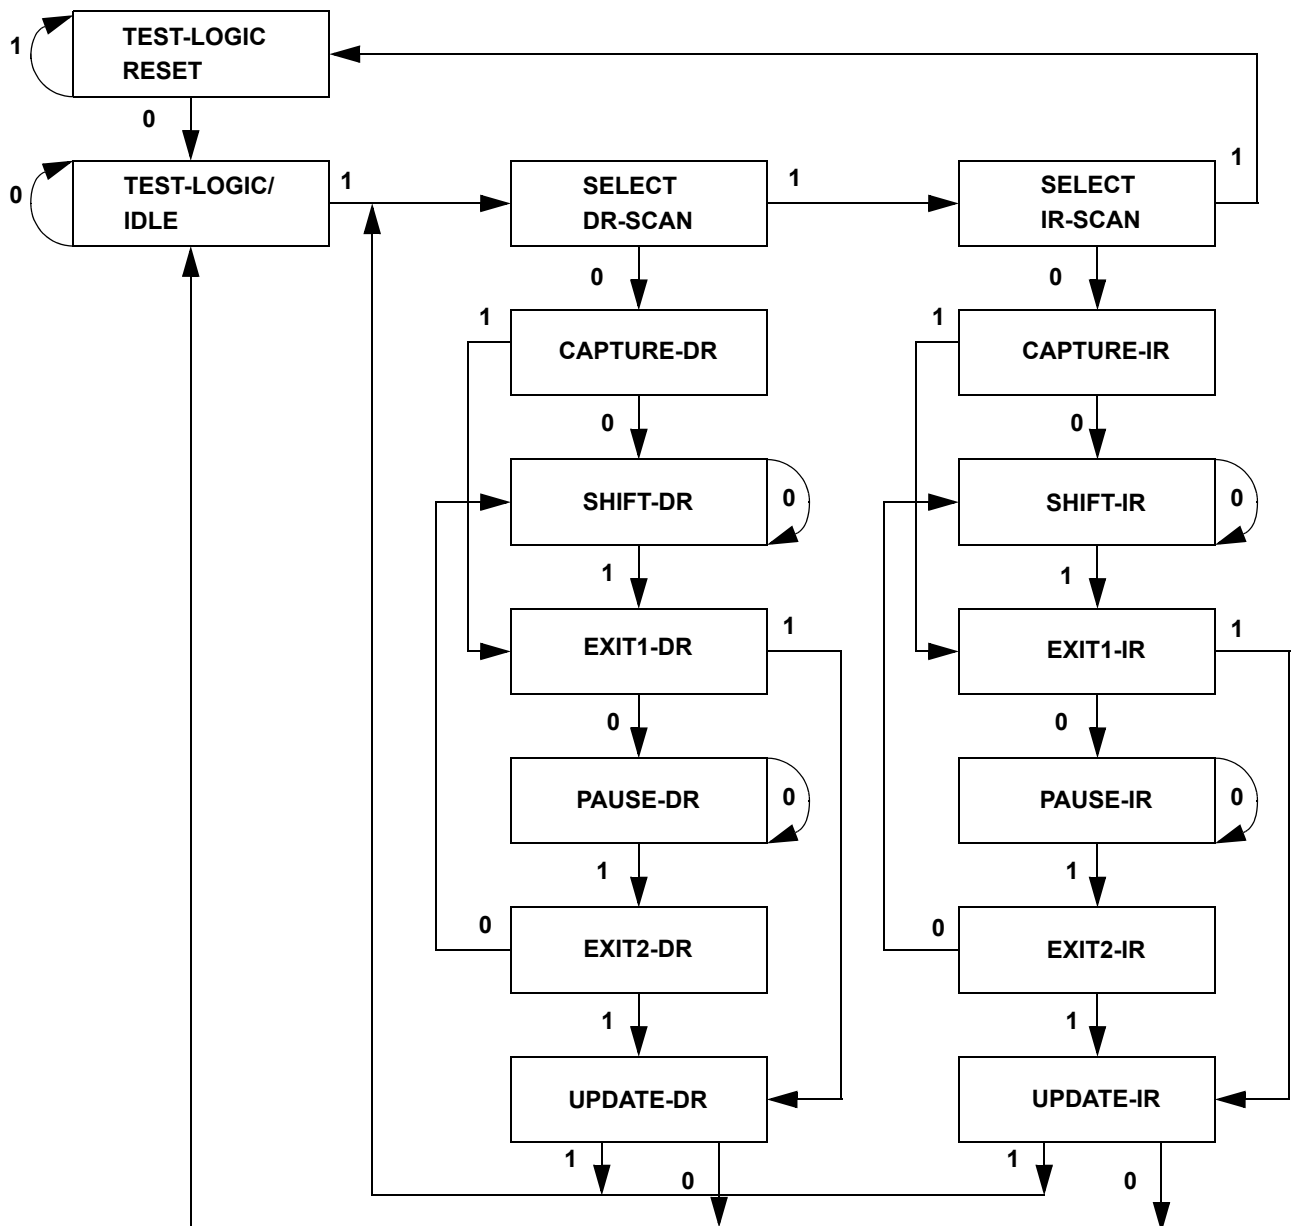 TEST-LOGIC
RESET
1
0
TEST-LOGIC/
IDLE
0
1
SELECT
DR-SCAN
1
SELECT
IR-SCAN
1
0
0
1
CAPTURE-DR
1
CAPTURE-IR
0
0
SHIFT-DR
0
SHIFT-IR
0
1
1
EXIT1-DR
1
EXIT1-IR
1
0
0
PAUSE-DR
0
PAUSE-IR
0
1
1
0
EXIT2-DR
0
EXIT2-IR
1
1
UPDATE-DR
UPDATE-IR
1
0
1
0